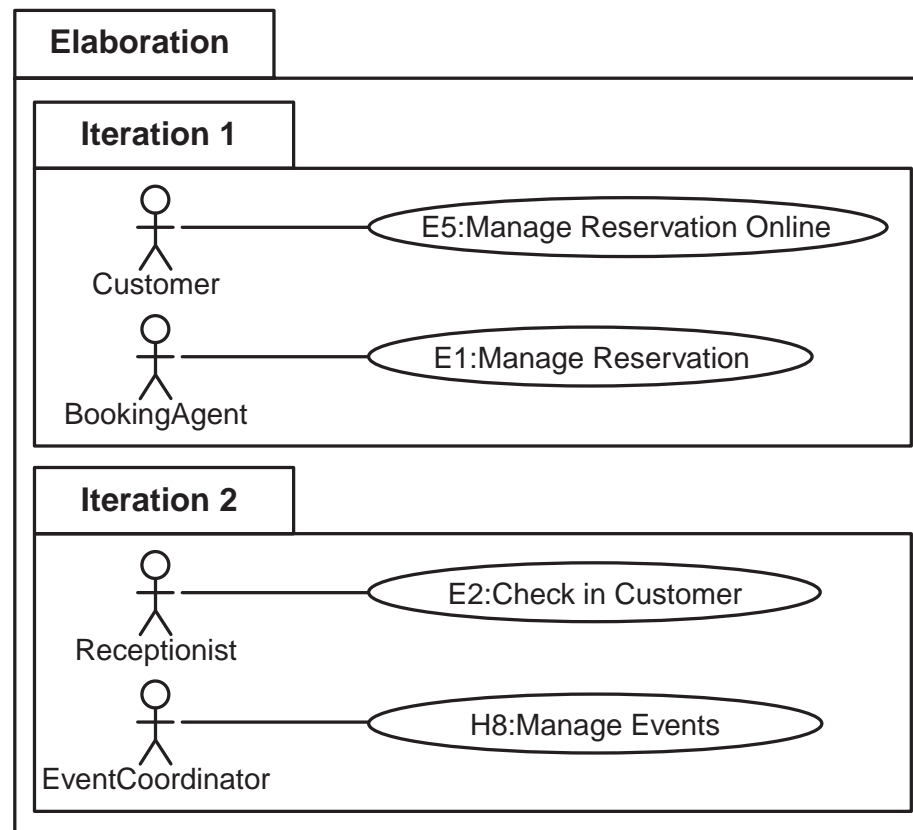 Elaboration
Iteration 1
E5:Manage Reservation Online
Customer
E1:Manage Reservation
BookingAgent
Iteration 2
E2:Check in Customer
Receptionist
H8:Manage Events
EventCoordinator